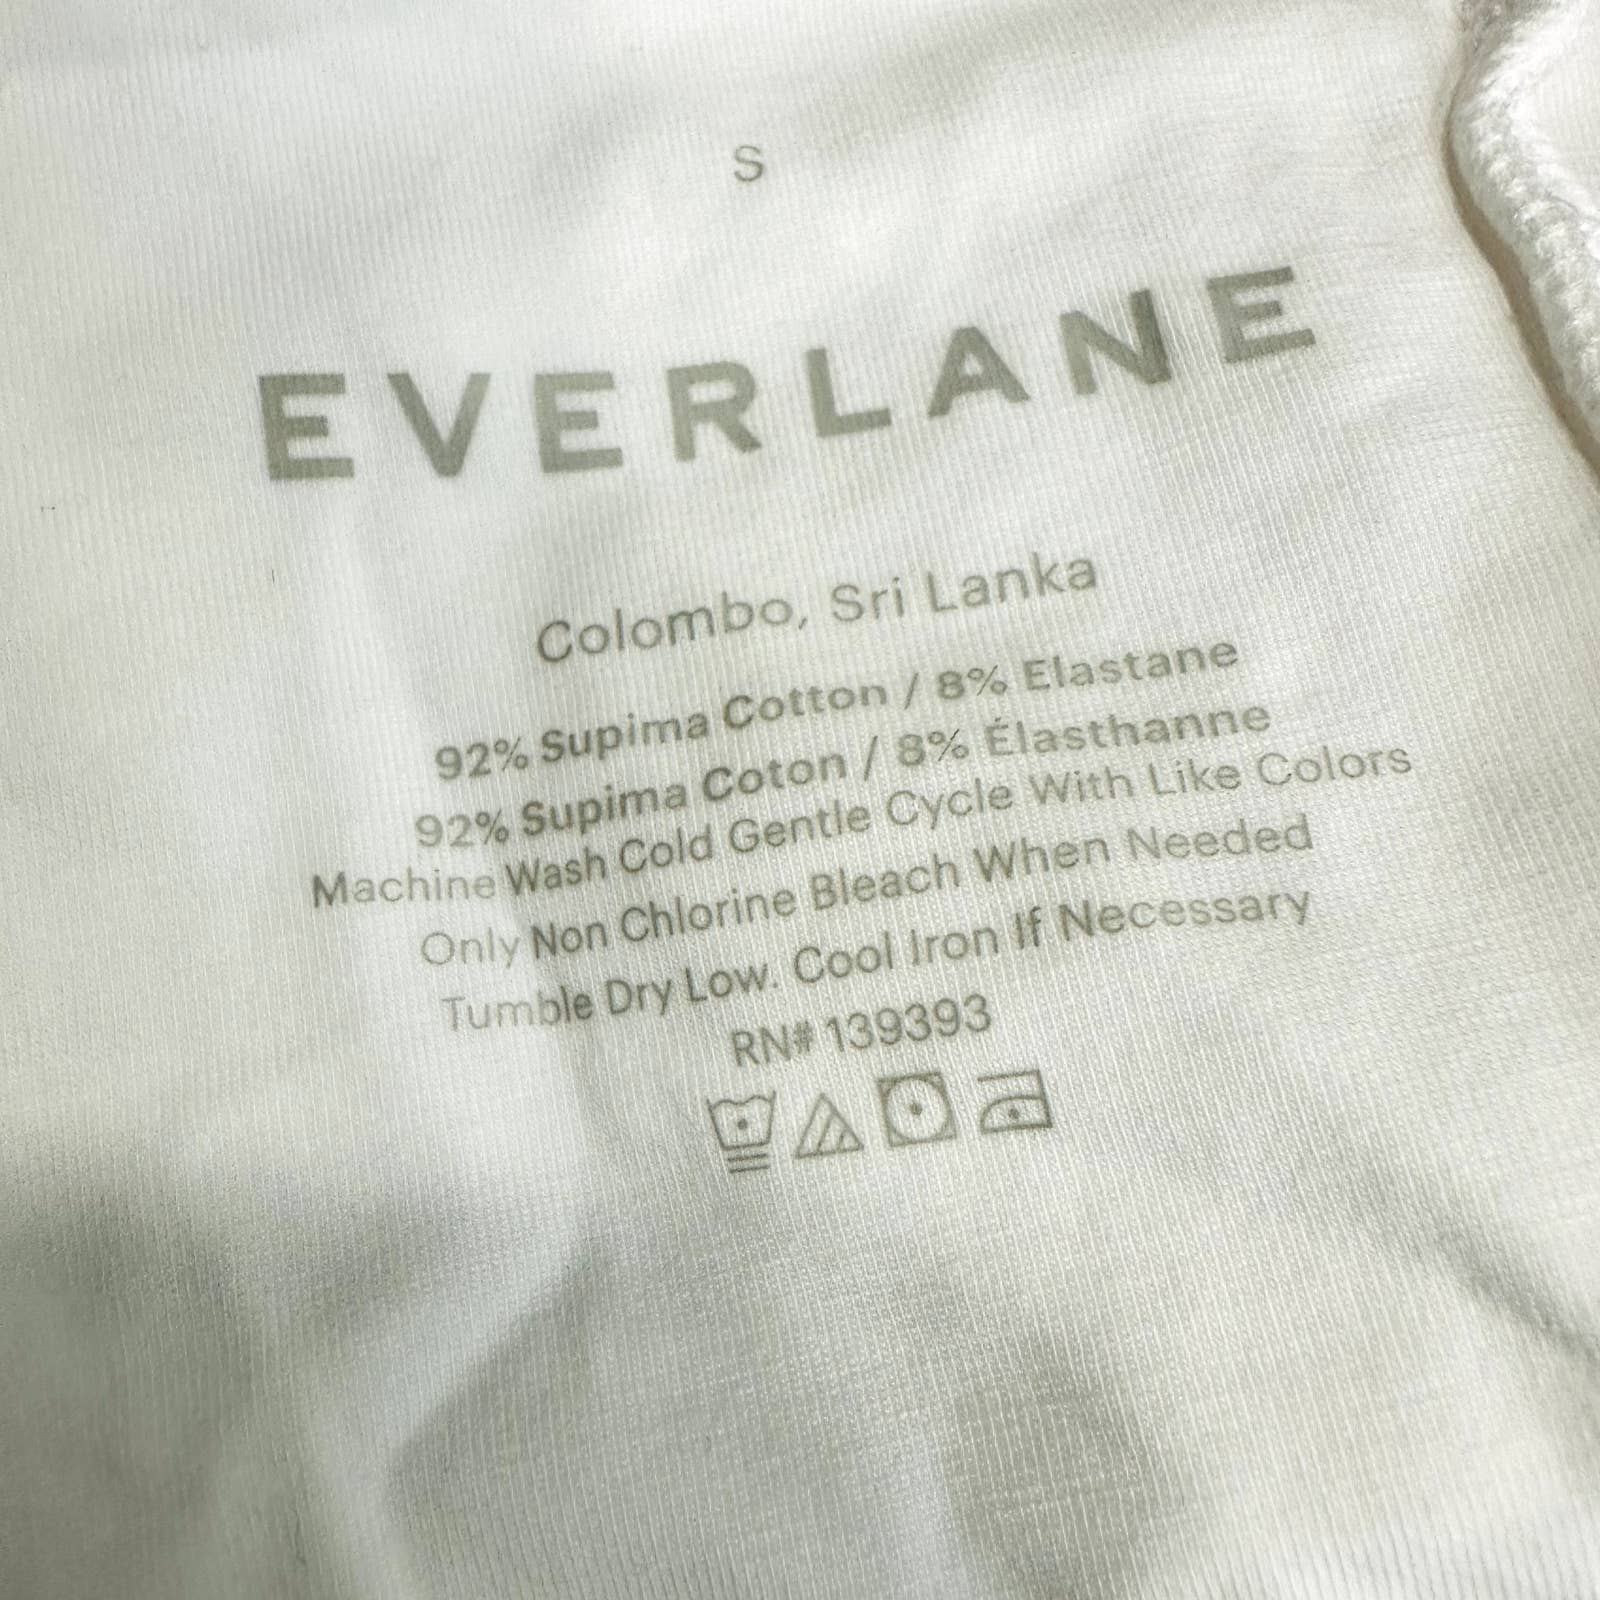 S
EVERLANE
Colombo, Sri Lanka
92% Supima Cotton / 8% Elastane
92% Supima Coton / 8% Élasthanne
Machine Wash Cold Gentle Cycle With Like Colors
Only Non Chlorine Bleach When Needed
Tumble Dry Low. Cool Iron If Necessary
RN# 139393